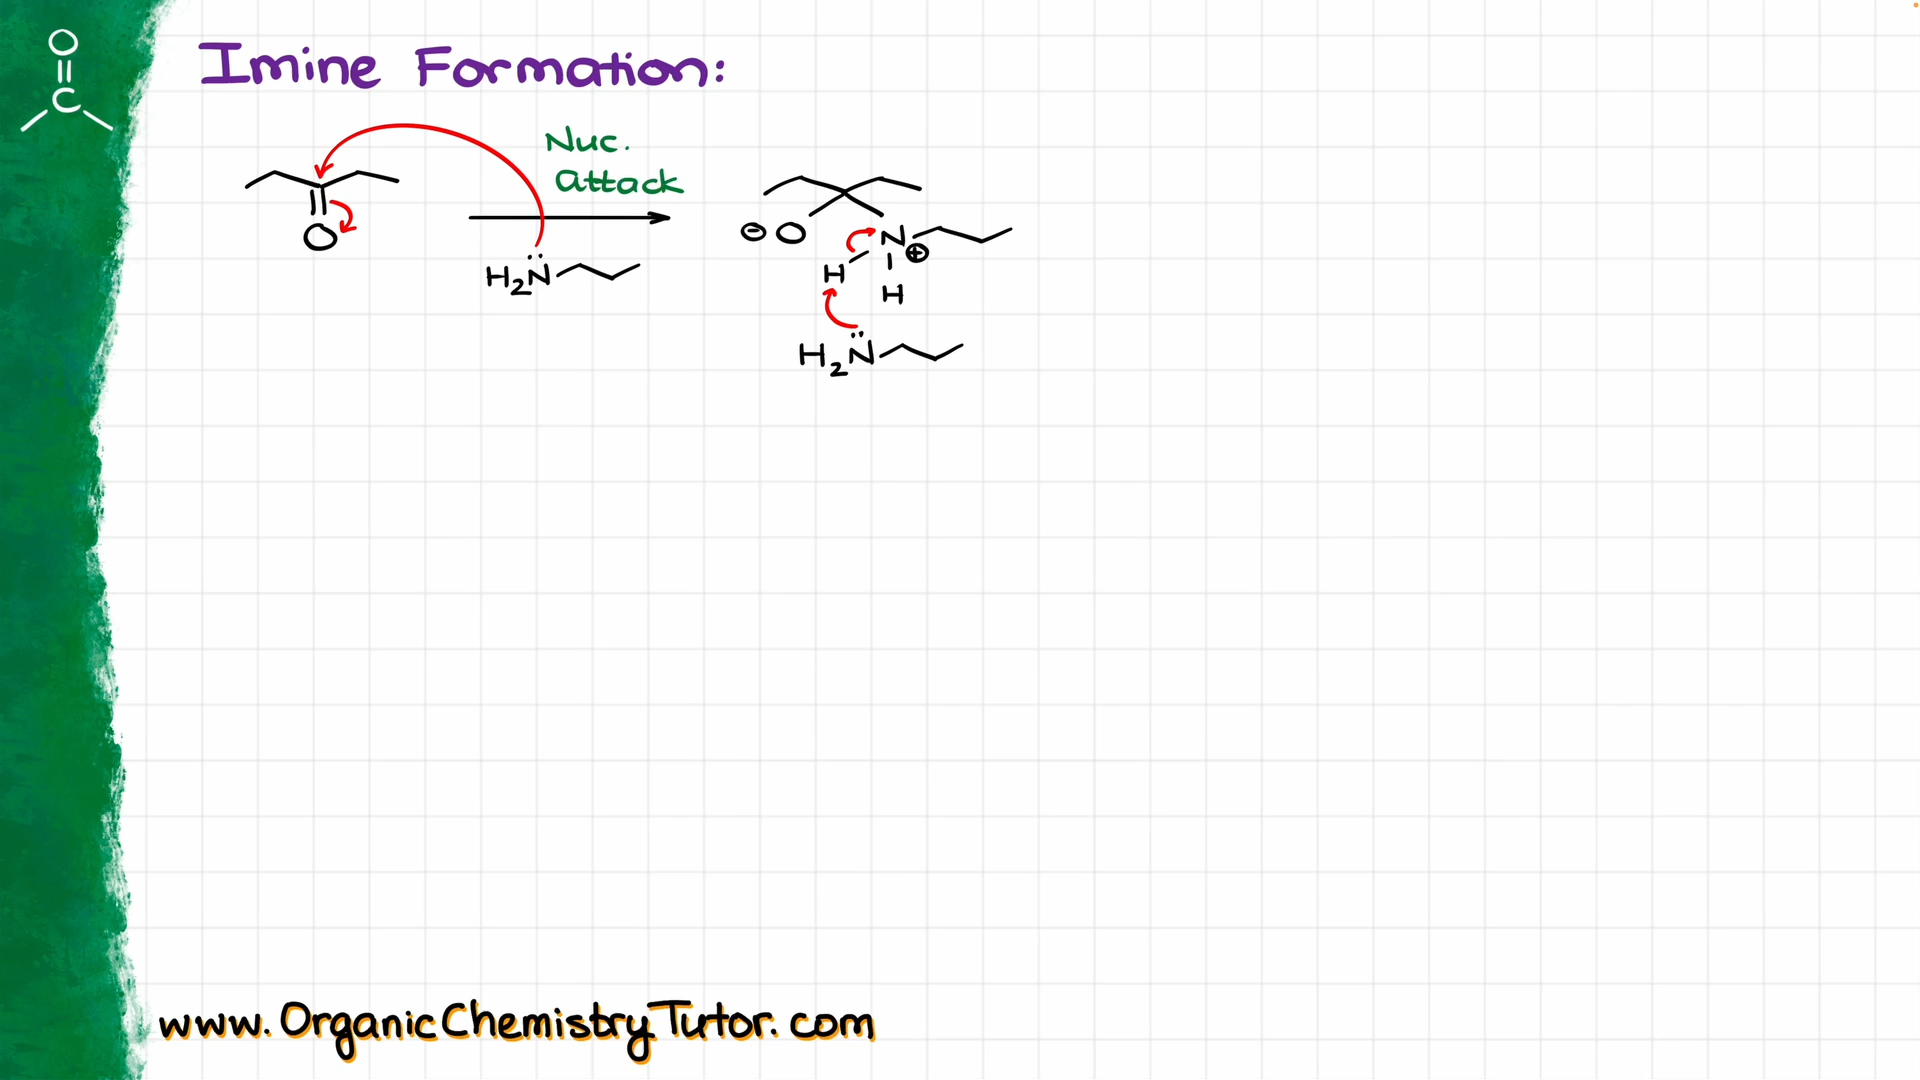 Imine Formation:
O
C
Nuc.
attack
O
H₂N̈
⊖ O
N
⊕
H
H
H₂N̈
www.OrganicChemistryTutor.com